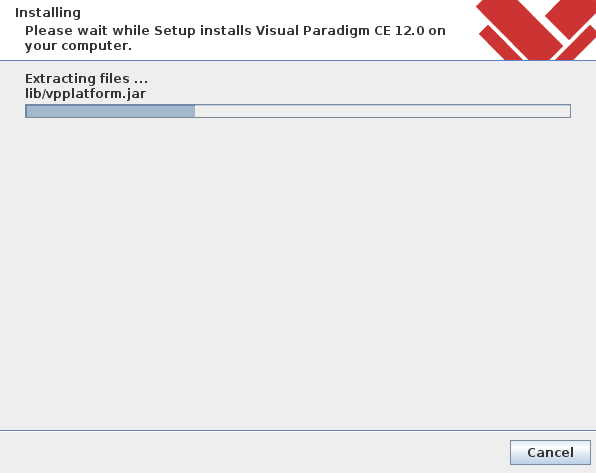 Installing
Please wait while Setup installs Visual Paradigm CE 12.0 on
your computer.
Extracting files ...
lib/vpplatform.jar
Cancel